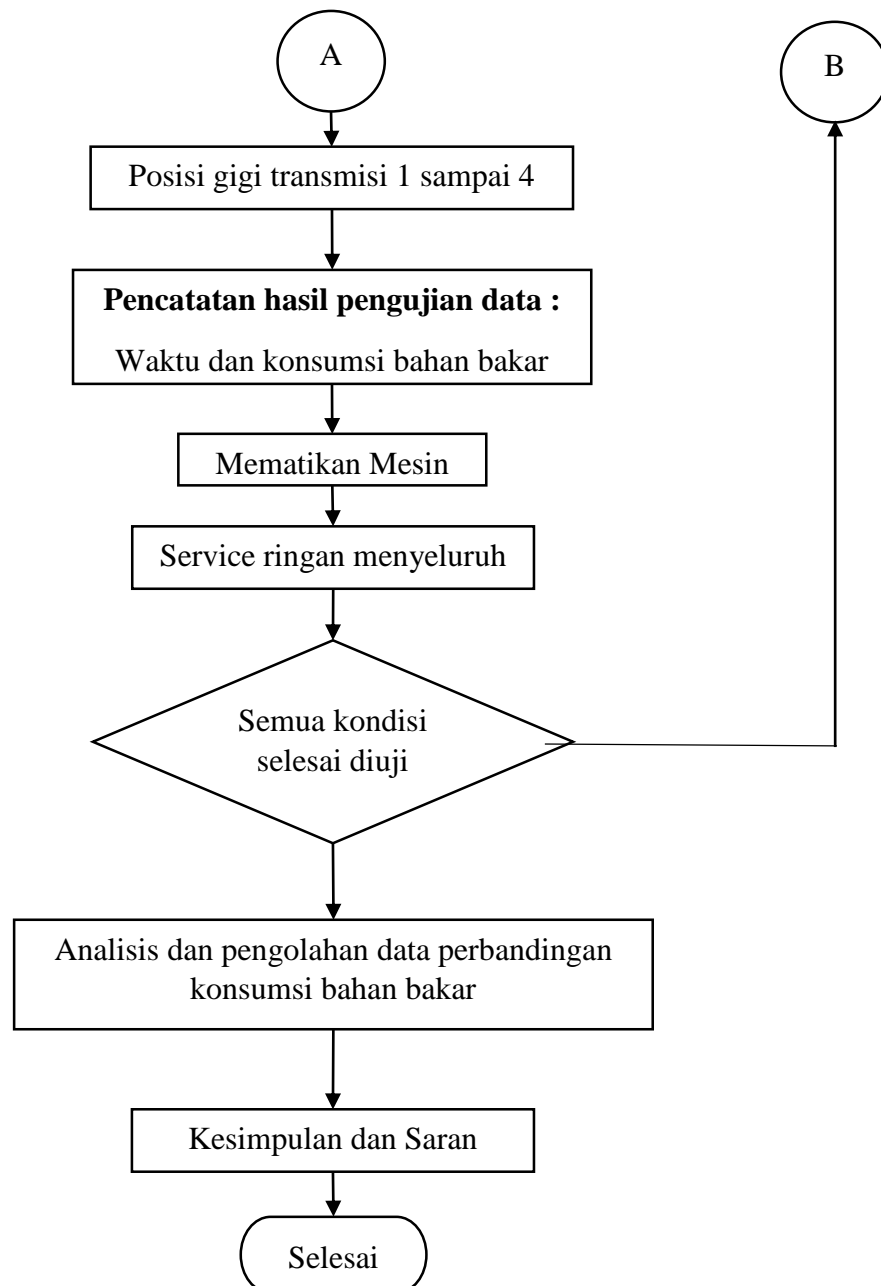 A
B
Posisi gigi transmisi 1 sampai 4
Pencatatan hasil pengujian data :
Waktu dan konsumsi bahan bakar
Mematikan Mesin
Service ringan menyeluruh
Semua kondisi
selesai diuji
Analisis dan pengolahan data perbandingan
konsumsi bahan bakar
Kesimpulan dan Saran
Selesai